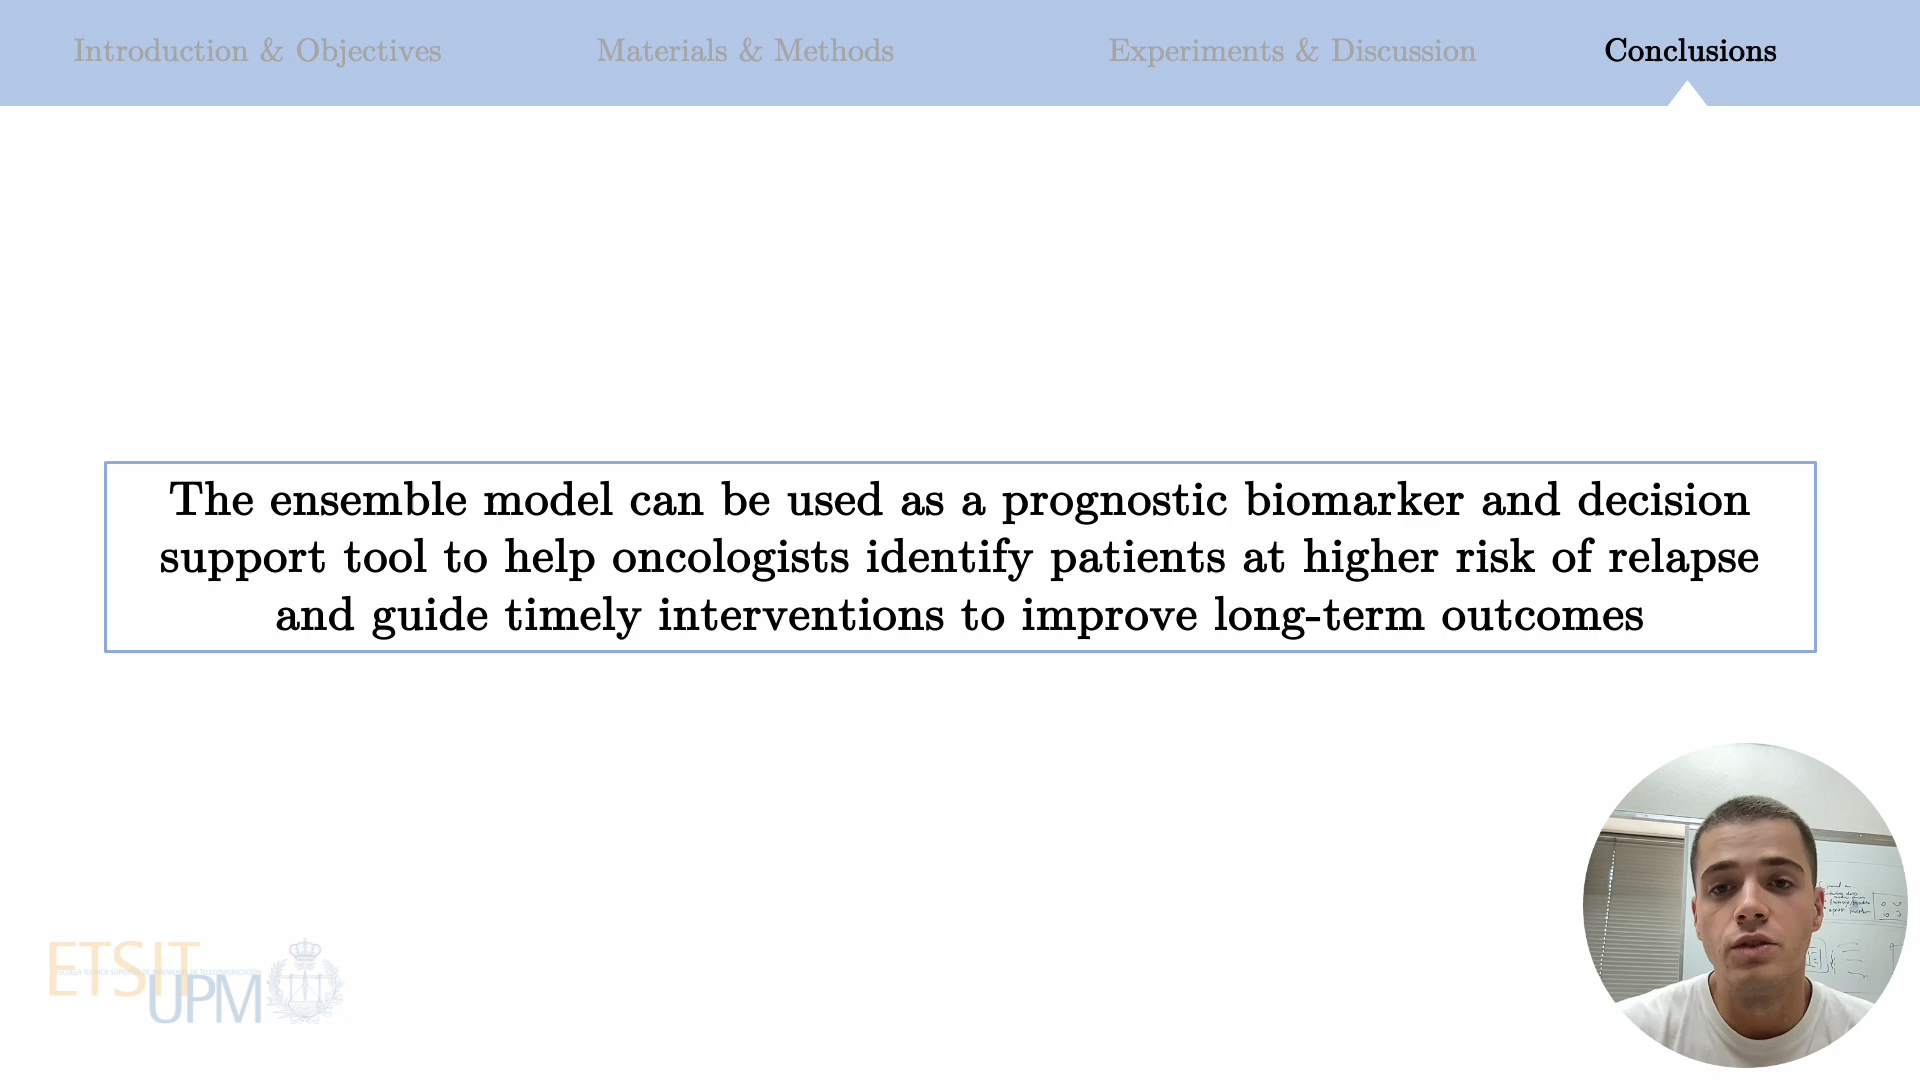 Introduction & Objectives
Materials & Methods
Experiments & Discussion
Conclusions
The ensemble model can be used as a prognostic biomarker and decision
support tool to help oncologists identify patients at higher risk of relapse
and guide timely interventions to improve long-term outcomes
ETSIT
UPM